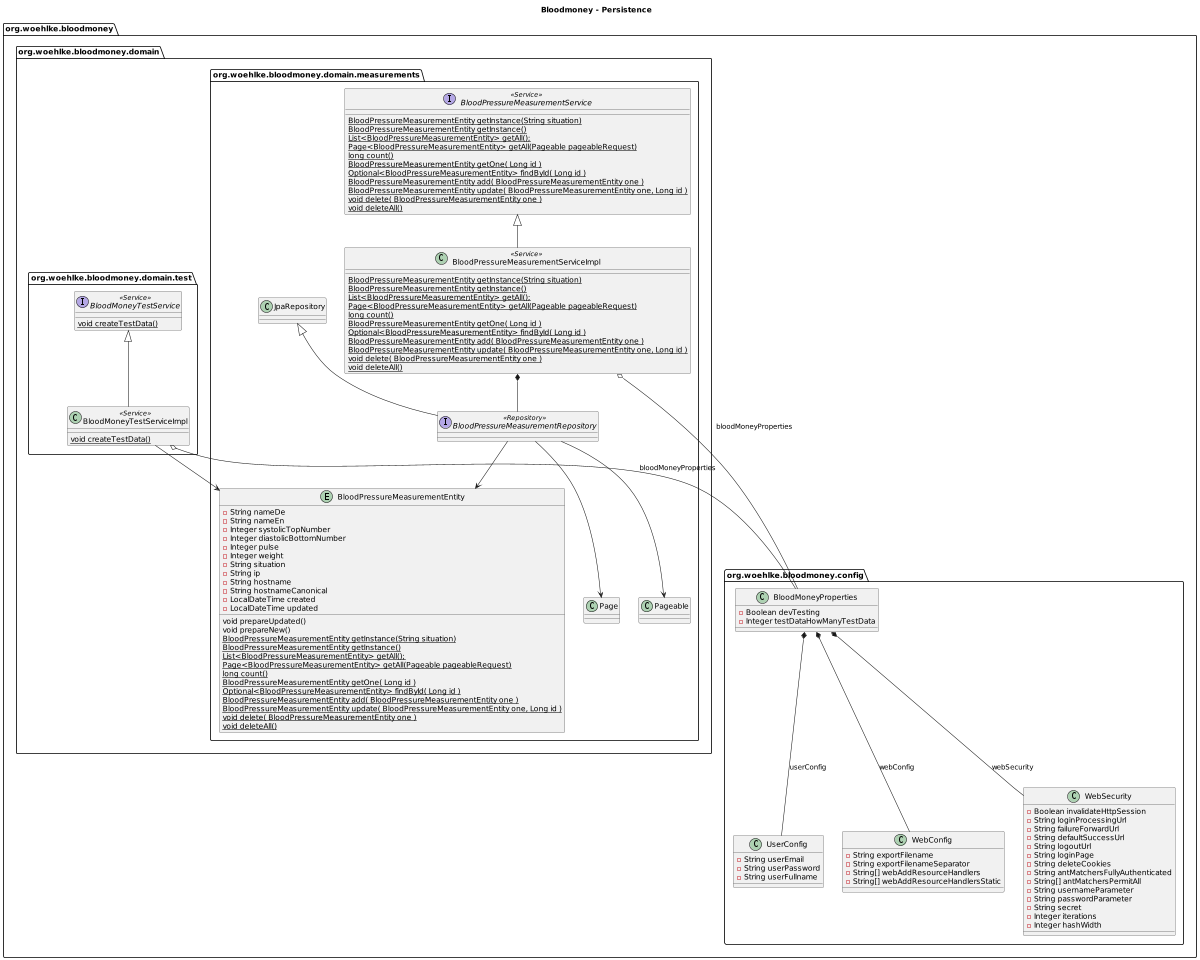 Bloodmoney - Persistence
org.woehlke.bloodmoney
org.woehlke.bloodmoney.domain
org.woehlke.bloodmoney.domain.measurements
«Service»
I BloodPressureMeasurementService
BloodPressureMeasurementEntity getInstance(String situation)
BloodPressureMeasurementEntity getInstance()
List<BloodPressureMeasurementEntity> getAll();
Page<BloodPressureMeasurementEntity> getAll(Pageable pageableRequest)
long count()
BloodPressureMeasurementEntity getOne( Long id )
Optional<BloodPressureMeasurementEntity> findById( Long id )
BloodPressureMeasurementEntity add( BloodPressureMeasurementEntity one )
BloodPressureMeasurementEntity update( BloodPressureMeasurementEntity one, Long id )
void delete( BloodPressureMeasurementEntity one )
void deleteAll()
«Service»
C BloodPressureMeasurementServiceImpl
BloodPressureMeasurementEntity getInstance(String situation)
BloodPressureMeasurementEntity getInstance()
List<BloodPressureMeasurementEntity> getAll();
Page<BloodPressureMeasurementEntity> getAll(Pageable pageableRequest)
long count()
BloodPressureMeasurementEntity getOne( Long id )
Optional<BloodPressureMeasurementEntity> findById( Long id )
BloodPressureMeasurementEntity add( BloodPressureMeasurementEntity one )
BloodPressureMeasurementEntity update( BloodPressureMeasurementEntity one, Long id )
void delete( BloodPressureMeasurementEntity one )
void deleteAll()
C JpaRepository
org.woehlke.bloodmoney.domain.test
«Service»
I BloodMoneyTestService
void createTestData()
«Service»
C BloodMoneyTestServiceImpl
void createTestData()
«Repository»
I BloodPressureMeasurementRepository
bloodMoneyProperties
bloodMoneyProperties
E BloodPressureMeasurementEntity
String nameDe
String nameEn
Integer systolicTopNumber
Integer diastolicBottomNumber
Integer pulse
Integer weight
String situation
String ip
String hostname
String hostnameCanonical
LocalDateTime created
LocalDateTime updated
void prepareUpdated()
void prepareNew()
BloodPressureMeasurementEntity getInstance(String situation)
BloodPressureMeasurementEntity getInstance()
List<BloodPressureMeasurementEntity> getAll();
Page<BloodPressureMeasurementEntity> getAll(Pageable pageableRequest)
long count()
BloodPressureMeasurementEntity getOne( Long id )
Optional<BloodPressureMeasurementEntity> findById( Long id )
BloodPressureMeasurementEntity add( BloodPressureMeasurementEntity one )
BloodPressureMeasurementEntity update( BloodPressureMeasurementEntity one, Long id )
void delete( BloodPressureMeasurementEntity one )
void deleteAll()
C Page
C Pageable
org.woehlke.bloodmoney.config
C BloodMoneyProperties
Boolean devTesting
Integer testDataHowManyTestData
userConfig
webConfig
webSecurity
C UserConfig
String userEmail
String userPassword
String userFullname
C WebConfig
String exportFilename
String exportFilenameSeparator
String[] webAddResourceHandlers
String[] webAddResourceHandlersStatic
C WebSecurity
Boolean invalidateHttpSession
String loginProcessingUrl
String failureForwardUrl
String defaultSuccessUrl
String logoutUrl
String loginPage
String deleteCookies
String antMatchersFullyAuthenticated
String[] antMatchersPermitAll
String usernameParameter
String passwordParameter
String secret
Integer iterations
Integer hashWidth